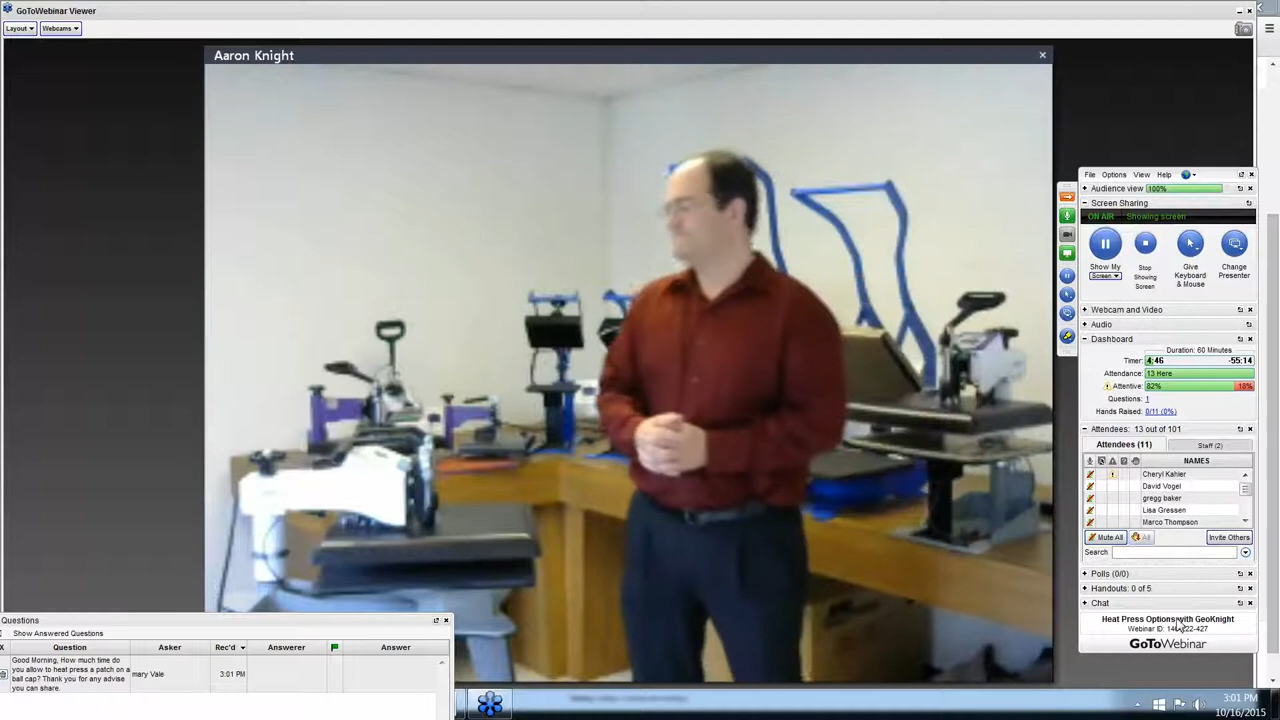 GoToWebinar Viewer
Layout
Webcams
Aaron Knight
File Options View Help
Audience view 100%
Screen Sharing
ON AIR Showing screen
Show My
Screen
Stop
Showing
Screen
Give
Keyboard
& Mouse
Change
Presenter
Webcam and Video
Audio
Dashboard
Duration: 60 Minutes
Timer: 4:46 -55:14
Attendance: 13 Here
Attentive: 82% 18%
Questions: 1
Hands Raised: 0/11 (0%)
Attendees: 13 out of 101
Attendees (11) Staff (2)
NAMES
Cheryl Kahler
David Vogel
gregg baker
Lisa Gressen
Marco Thompson
Mute All All Invite Others
Search
Polls (0/0)
Handouts: 0 of 5
Chat
Heat Press Options with GeoKnight
Webinar ID:
GoToWebinar
Questions
Show Answered Questions
X Question Asker Rec'd Answerer Answer
Good Morning, How much time do
you allow to heat press a patch on a
ball cap? Thank you for any advise
you can share.
mary Vale 3:01 PM
3:01 PM
10/16/2015